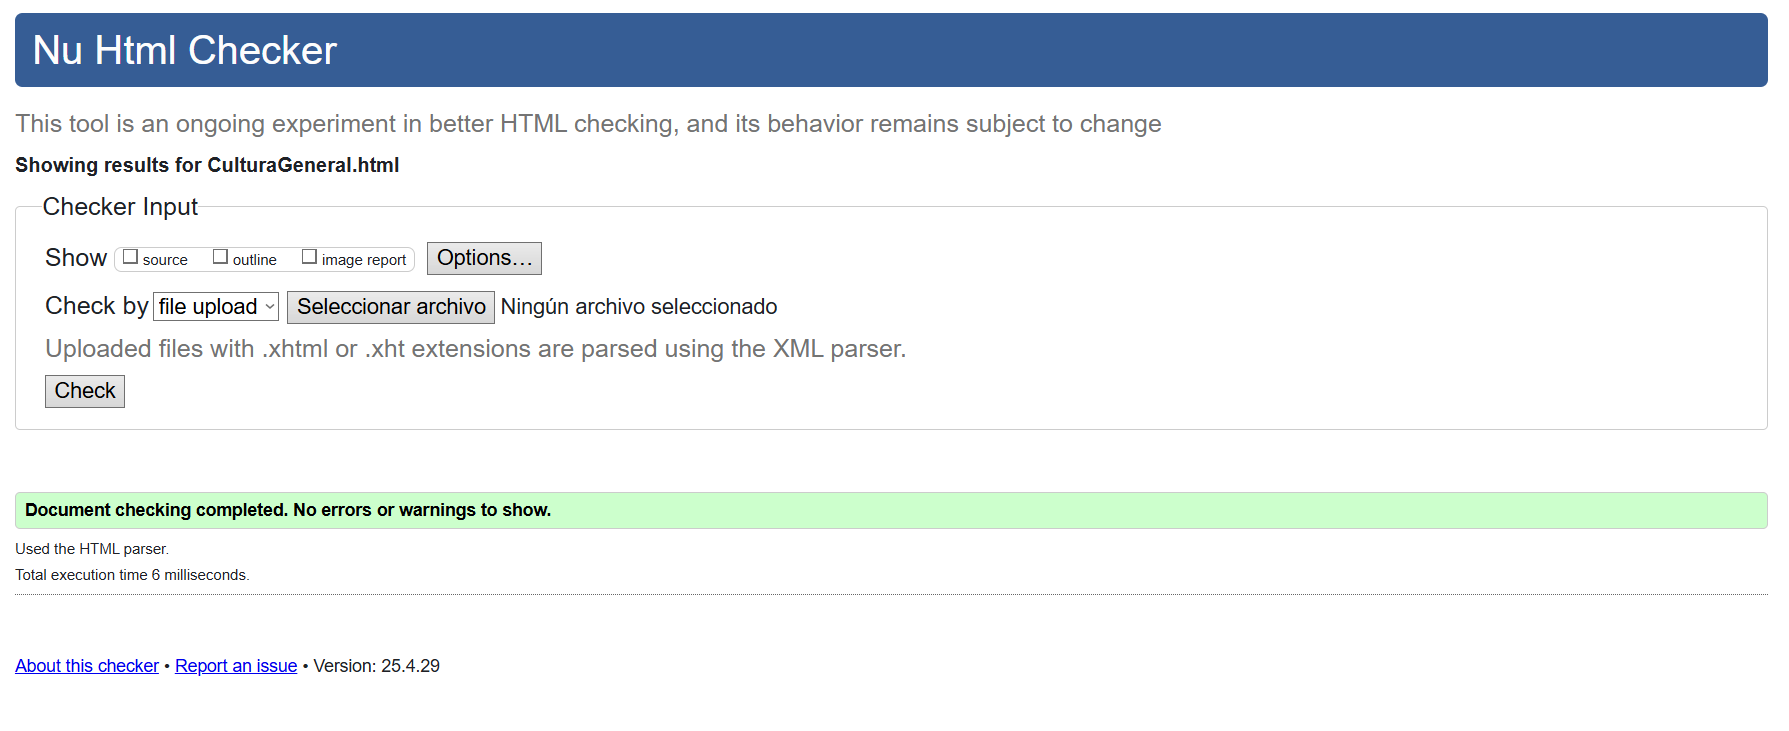 Nu Html Checker
This tool is an ongoing experiment in better HTML checking, and its behavior remains subject to change
Showing results for CulturaGeneral.html
Checker Input
Show source outline image report Options...
Check by file upload Seleccionar archivo Ningún archivo seleccionado
Uploaded files with .xhtml or .xht extensions are parsed using the XML parser.
Check
Document checking completed. No errors or warnings to show.
Used the HTML parser.
Total execution time 6 milliseconds.
About this checker • Report an issue • Version: 25.4.29